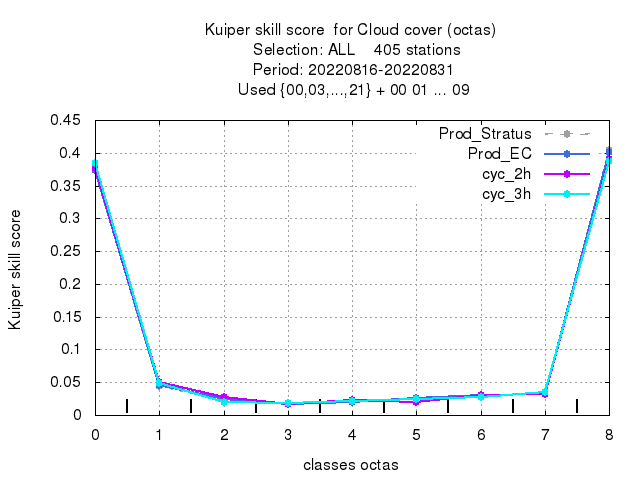 Kuiper skill score  for Cloud cover (octas)
Selection: ALL    405 stations
Period: 20220816-20220831
Used {00,03,...,21} + 00 01 ... 09
Prod_Stratus
Prod_EC
cyc_2h
cyc_3h
0.45
0.4
0.35
0.3
0.25
0.2
0.15
0.1
0.05
0
Kuiper skill score
0 1 2 3 4 5 6 7 8
classes octas